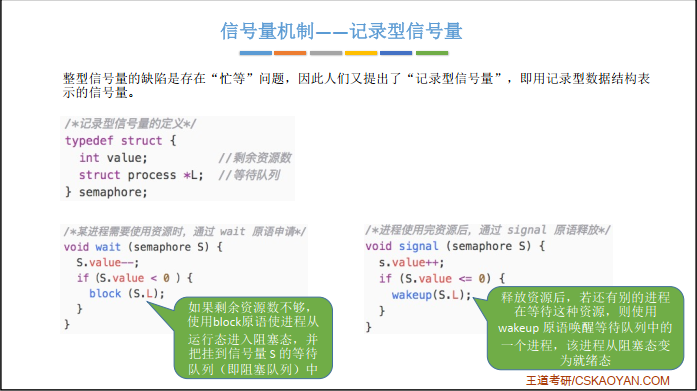 信号量机制——记录型信号量
整型信号量的缺陷是存在“忙等”问题，因此人们又提出了“记录型信号量”，即用记录型数据结构表
示的信号量。
/*记录型信号量的定义*/
typedef struct {
int value; //剩余资源数
struct process *L; //等待队列
} semaphore;
/*某进程需要使用资源时，通过 wait 原语申请*/
void wait (semaphore S) {
S.value--;
if (S.value < 0 ) {
block (S.L);
}
}
如果剩余资源数不够，
使用block原语使进程从
运行态进入阻塞态，并
把挂到信号量 S 的等待
队列（即阻塞队列）中
/*进程使用完资源后，通过 signal 原语释放*/
void signal (semaphore S) {
s.value++;
if (S.value <= 0) {
wakeup(S.L);
}
}
释放资源后，若还有别的进程
在等待这种资源，则使用
wakeup 原语唤醒等待队列中的
一个进程，该进程从阻塞态变
为就绪态
王道考研/CSKAOYAN.COM